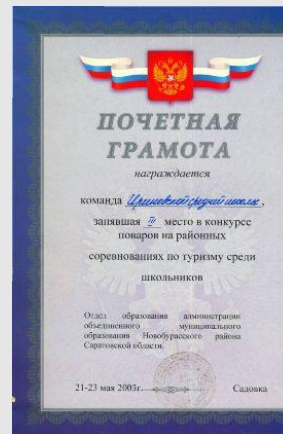 ПОЧЕТНАЯ
ГРАМОТА
награждается
команда Ириновской средней школы,
занявшая IV место в конкурсе
поваров на районных
соревнованиях по туризму среди
школьников
Отдел образования администрации
объединенного муниципального
образования Новобурасского района
Саратовской области.
21-23 мая 2003г. Садовка